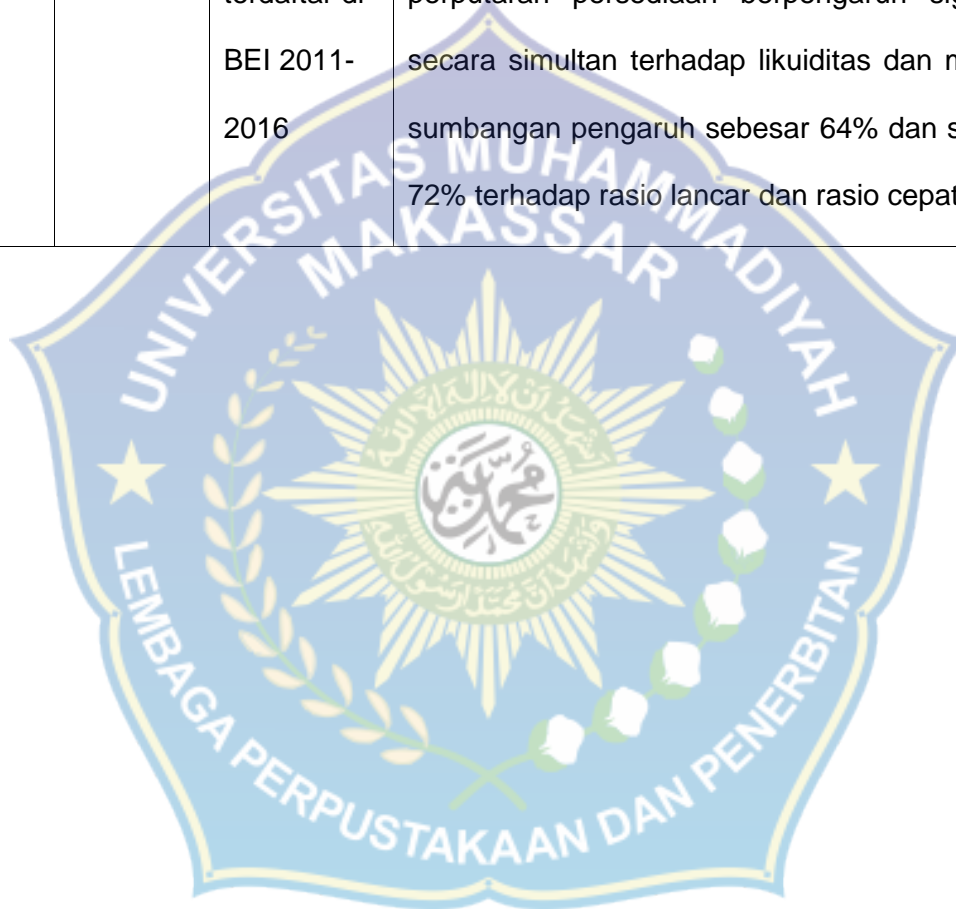 BEI 2011-
2016
secara simultan terhadap likuiditas dan
sumbangan pengaruh sebesar 64% dan
72% terhadap rasio lancar dan rasio cepat
UNIVERSITAS MUHAMMADIYAH
MAKASSAR
محمد
LEMBAGA PERPUSTAKAAN DAN PENERBITAN